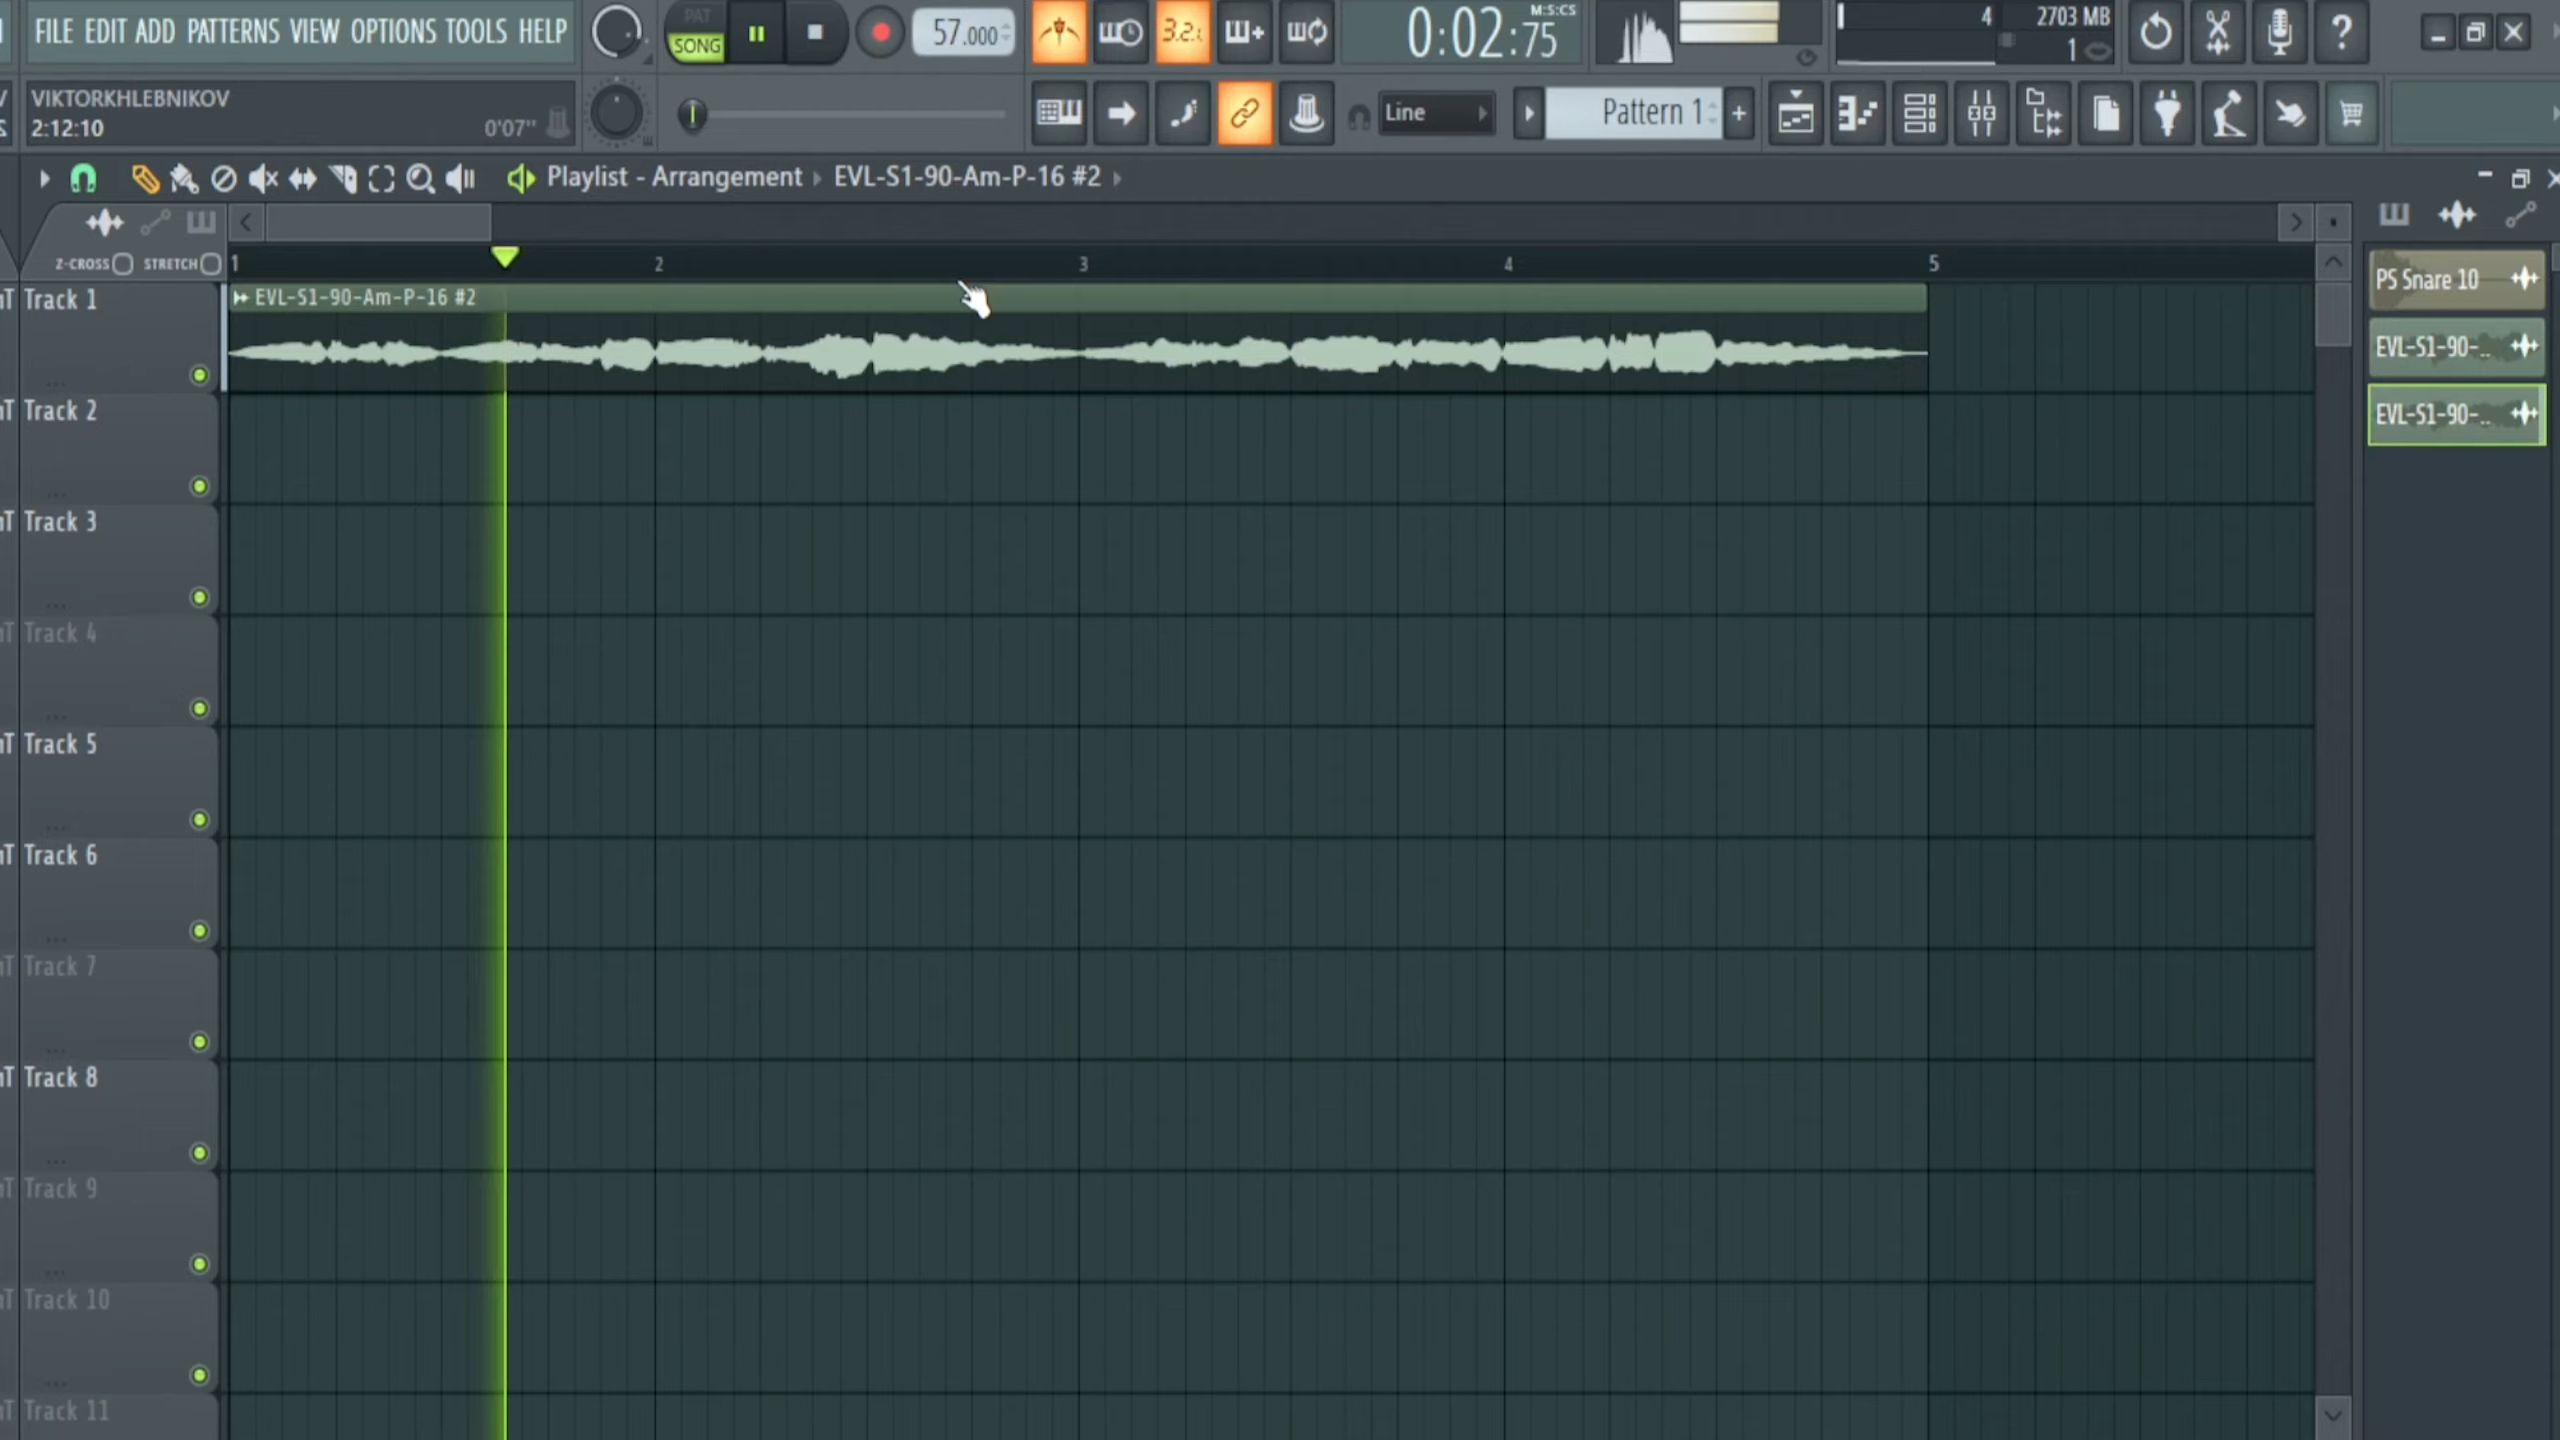 FILE EDIT ADD PATTERNS VIEW OPTIONS TOOLS HELP
PAT
SONG
57.000
3.2.
M:S:CS
0:02:75
4
2703 MB
1
?
VIKTORKHLEBNIKOV
2:12:10
0'07"
Line
Pattern 1
+
Playlist - Arrangement
EVL-S1-90-Am-P-16 #2
Z-CROSS
STRETCH
1
2
3
4
5
EVL-S1-90-Am-P-16 #2
PS Snare 10
EVL-S1-90-..
EVL-S1-90-..
Track 1
Track 2
Track 3
Track 4
Track 5
Track 6
Track 7
Track 8
Track 9
Track 10
Track 11